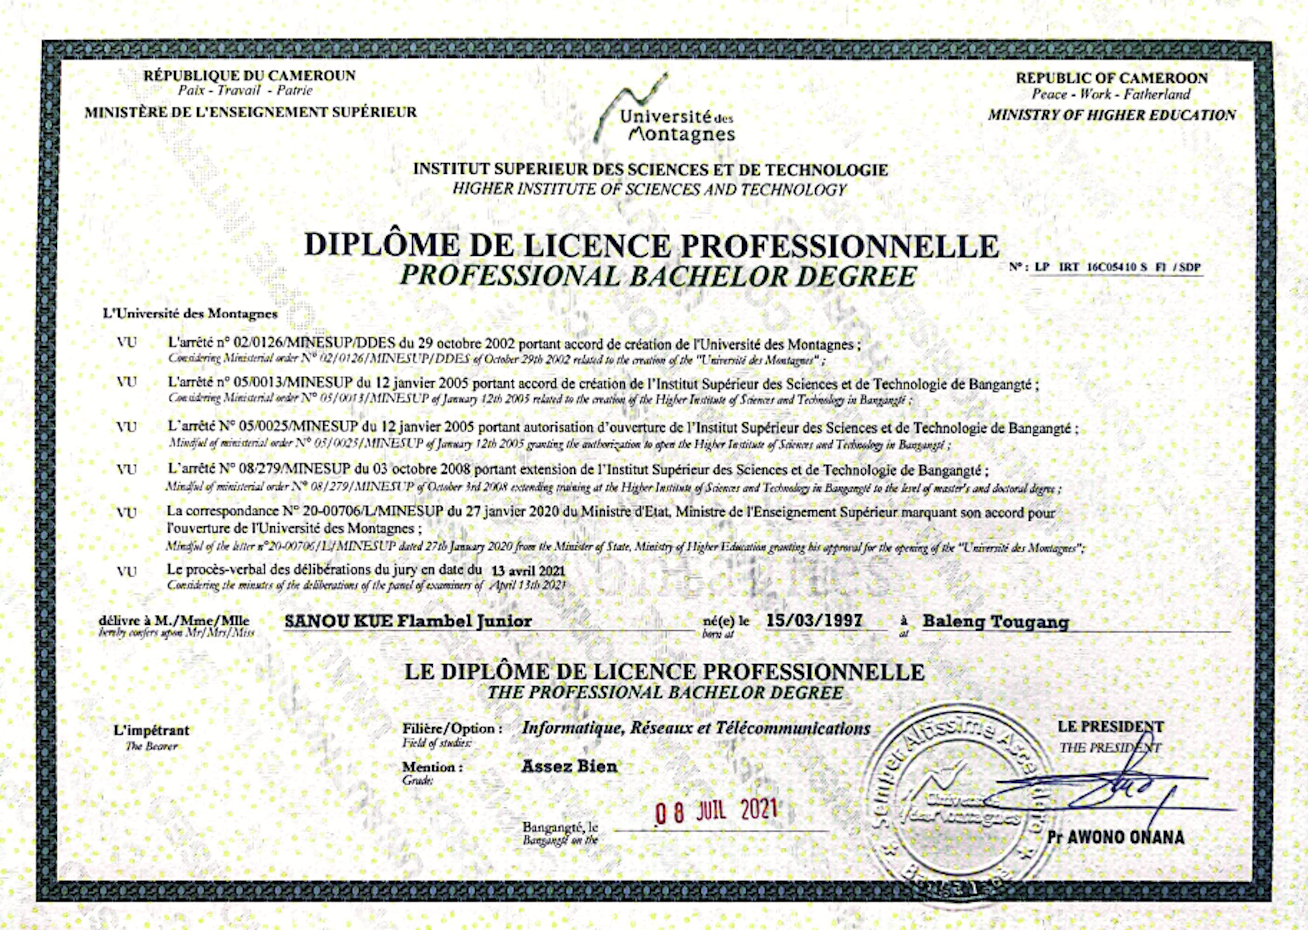 RÉPUBLIQUE DU CAMEROUN
Paix - Travail - Patrie
MINISTÈRE DE L'ENSEIGNEMENT SUPÉRIEUR
Université des
Montagnes
REPUBLIC OF CAMEROON
Peace - Work - Fatherland
MINISTRY OF HIGHER EDUCATION
INSTITUT SUPERIEUR DES SCIENCES ET DE TECHNOLOGIE
HIGHER INSTITUTE OF SCIENCES AND TECHNOLOGY
DIPLÔME DE LICENCE PROFESSIONNELLE
PROFESSIONAL BACHELOR DEGREE
N° : LP IRT 16C05410 S FI /SDP
L'Université des Montagnes
VU L'arrêté n° 02/0126/MINESUP/DDES du 29 octobre 2002 portant accord de création de l'Université des Montagnes ;
Considering Ministerial order N° 02/0126/MINESUP/DDES of October 29th 2002 related to the creation of the "Université des Montagnes" ;
VU L'arrêté n° 05/0013/MINESUP du 12 janvier 2005 portant accord de création de l'Institut Supérieur des Sciences et de Technologie de Bangangté ;
Considering Ministerial order N° 05/0013/MINESUP of January 12th 2005 related to the creation of the Higher Institute of Sciences and Technology in Bangangté ;
VU L'arrêté N° 05/0025/MINESUP du 12 janvier 2005 portant autorisation d'ouverture de l'Institut Supérieur des Sciences et de Technologie de Bangangté ;
Mindful of ministerial order N° 05/0025/MINESUP of January 12th 2005 granting the authorization to open the Higher Institute of Sciences and Technology in Bangangté ;
VU L'arrêté N° 08/279/MINESUP du 03 octobre 2008 portant extension de l'Institut Supérieur des Sciences et de Technologie de Bangangté ;
Mindful of ministerial order N° 08/279/MINESUP of October 3rd 2008 extending training at the Higher Institute of Sciences and Technology in Bangangté to the level of master's and doctoral degree ;
VU La correspondance N° 20-00706/L/MINESUP du 27 janvier 2020 du Ministre d'Etat, Ministre de l'Enseignement Supérieur marquant son accord pour
l'ouverture de l'Université des Montagnes ;
Mindful of the letter n°20-00706/L/MINESUP dated 27th January 2020 from the Minister of State, Ministry of Higher Education granting his approval for the opening of the "Université des Montagnes";
VU Le procès-verbal des délibérations du jury en date du 13 avril 2021
Considering the minutes of the deliberations of the panel of examiners of April 13th 2021
délivre à M./Mme/Mlle SANOU KUE Flambel Junior né(e) le 15/03/1997 à Baleng Tougang
hereby confers upon Mr/Mrs/Miss born at at
LE DIPLÔME DE LICENCE PROFESSIONNELLE
THE PROFESSIONAL BACHELOR DEGREE
L'impétrant
The Bearer
Filière/Option : Informatique, Réseaux et Télécommunications
Field of studies:
Mention : Assez Bien
Grade:
08 JUIL 2021
Bangangté, le
Bangangté on the
Semper Altissime Ascendere
Université
des Montagnes
LE PRESIDENT
THE PRESIDENT
Pr AWONO ONANA